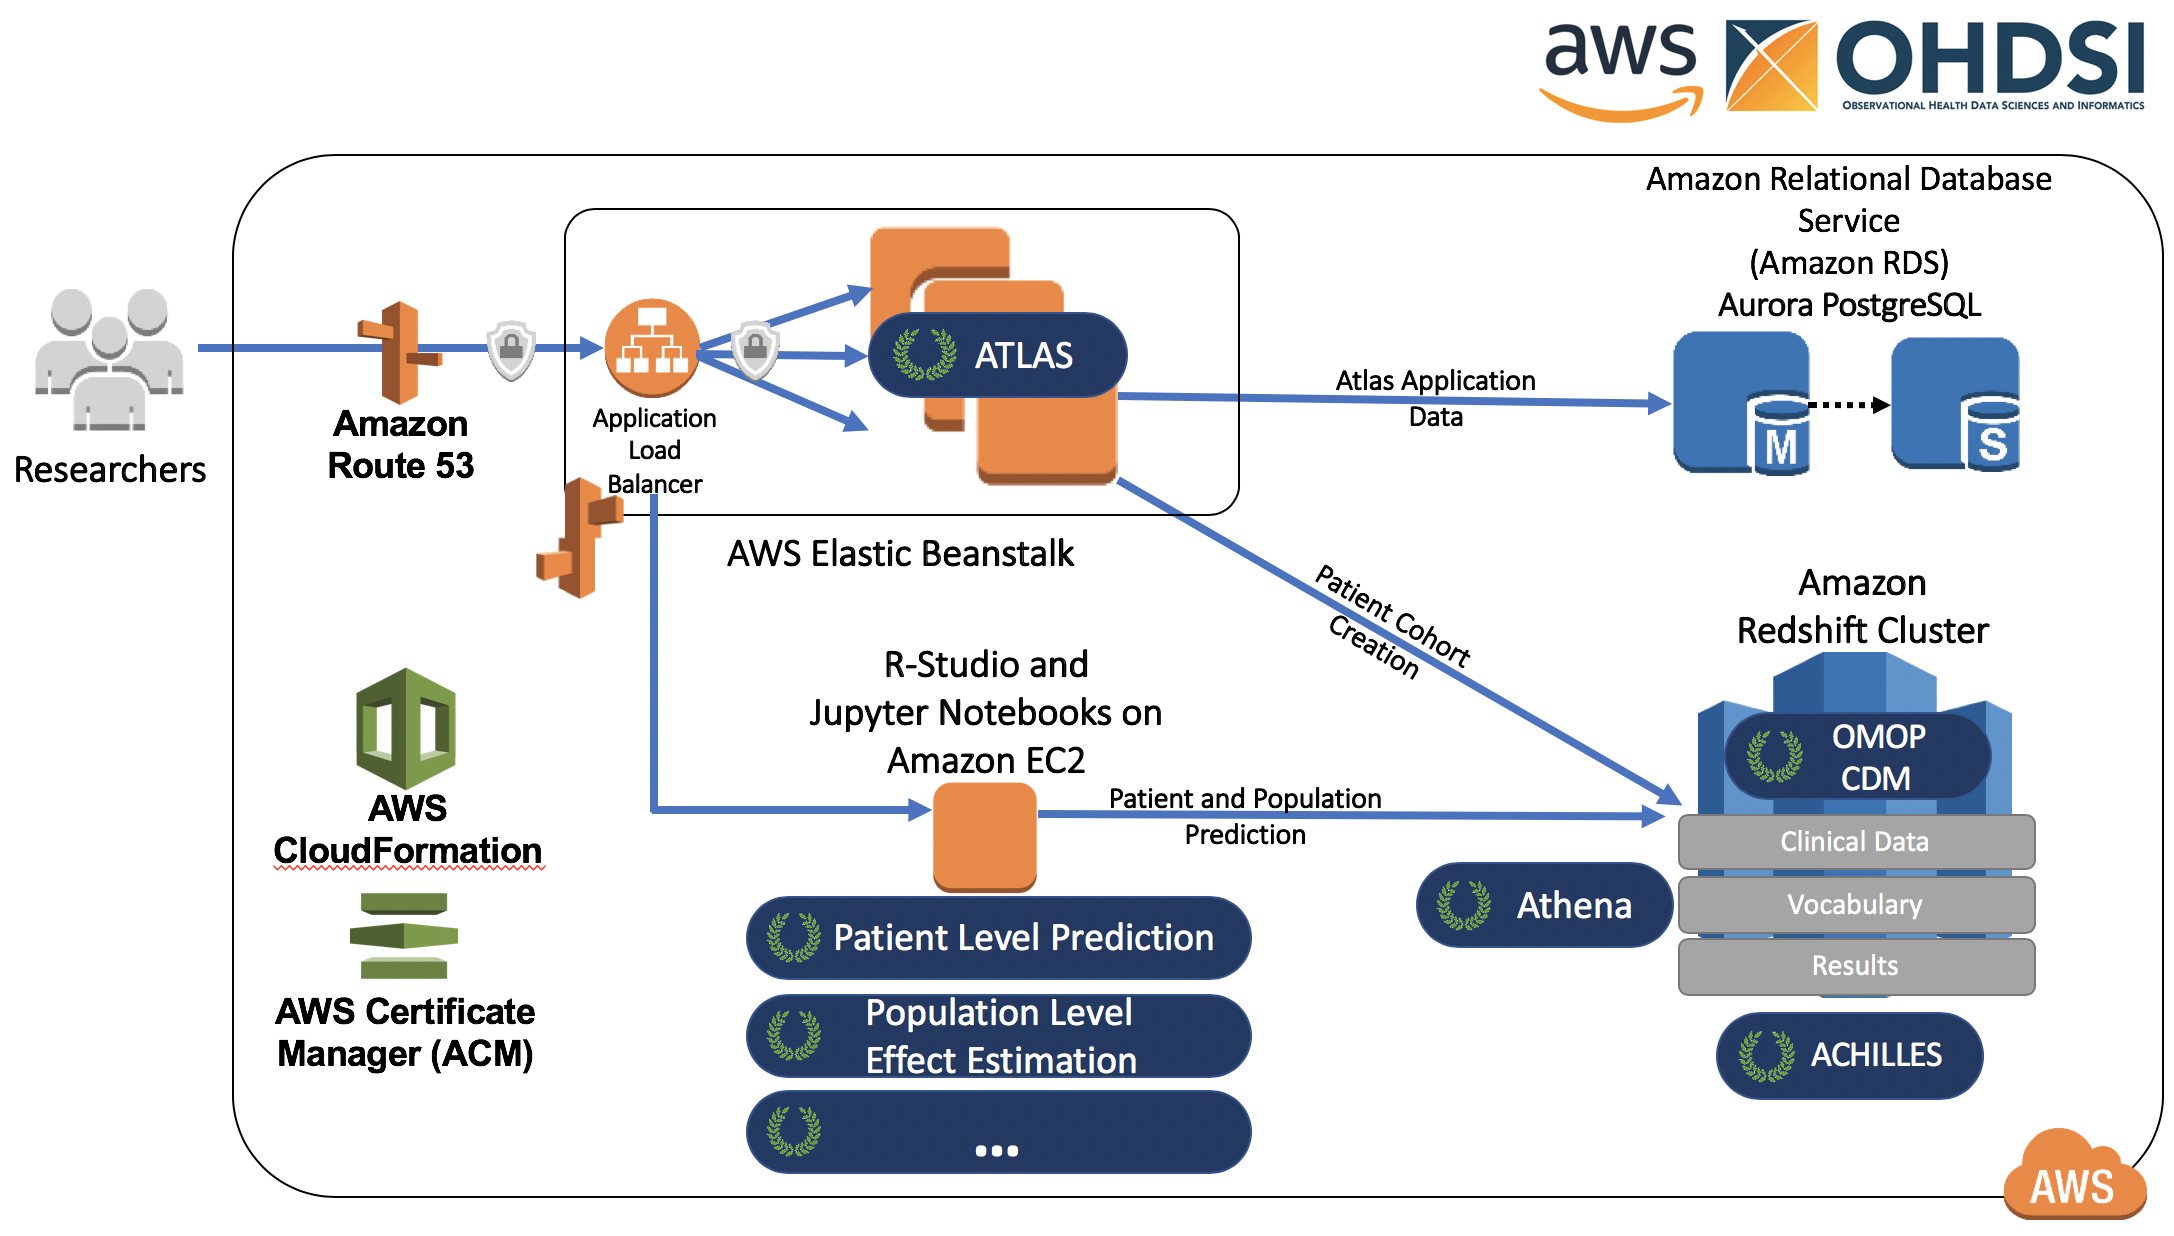 aws
OHDSI
OBSERVATIONAL HEALTH DATA SCIENCES AND INFORMATICS
Amazon Relational Database
Service
(Amazon RDS)
Aurora PostgreSQL
M
S
Researchers
Amazon
Route 53
Application
Load
Balancer
ATLAS
AWS Elastic Beanstalk
Atlas Application
Data
Patient Cohort
Creation
Amazon
Redshift Cluster
OMOP
CDM
Clinical Data
Vocabulary
Results
Athena
ACHILLES
R-Studio and
Jupyter Notebooks on
Amazon EC2
Patient and Population
Prediction
Patient Level Prediction
Population Level
Effect Estimation
...
AWS
CloudFormation
AWS Certificate
Manager (ACM)
AWS